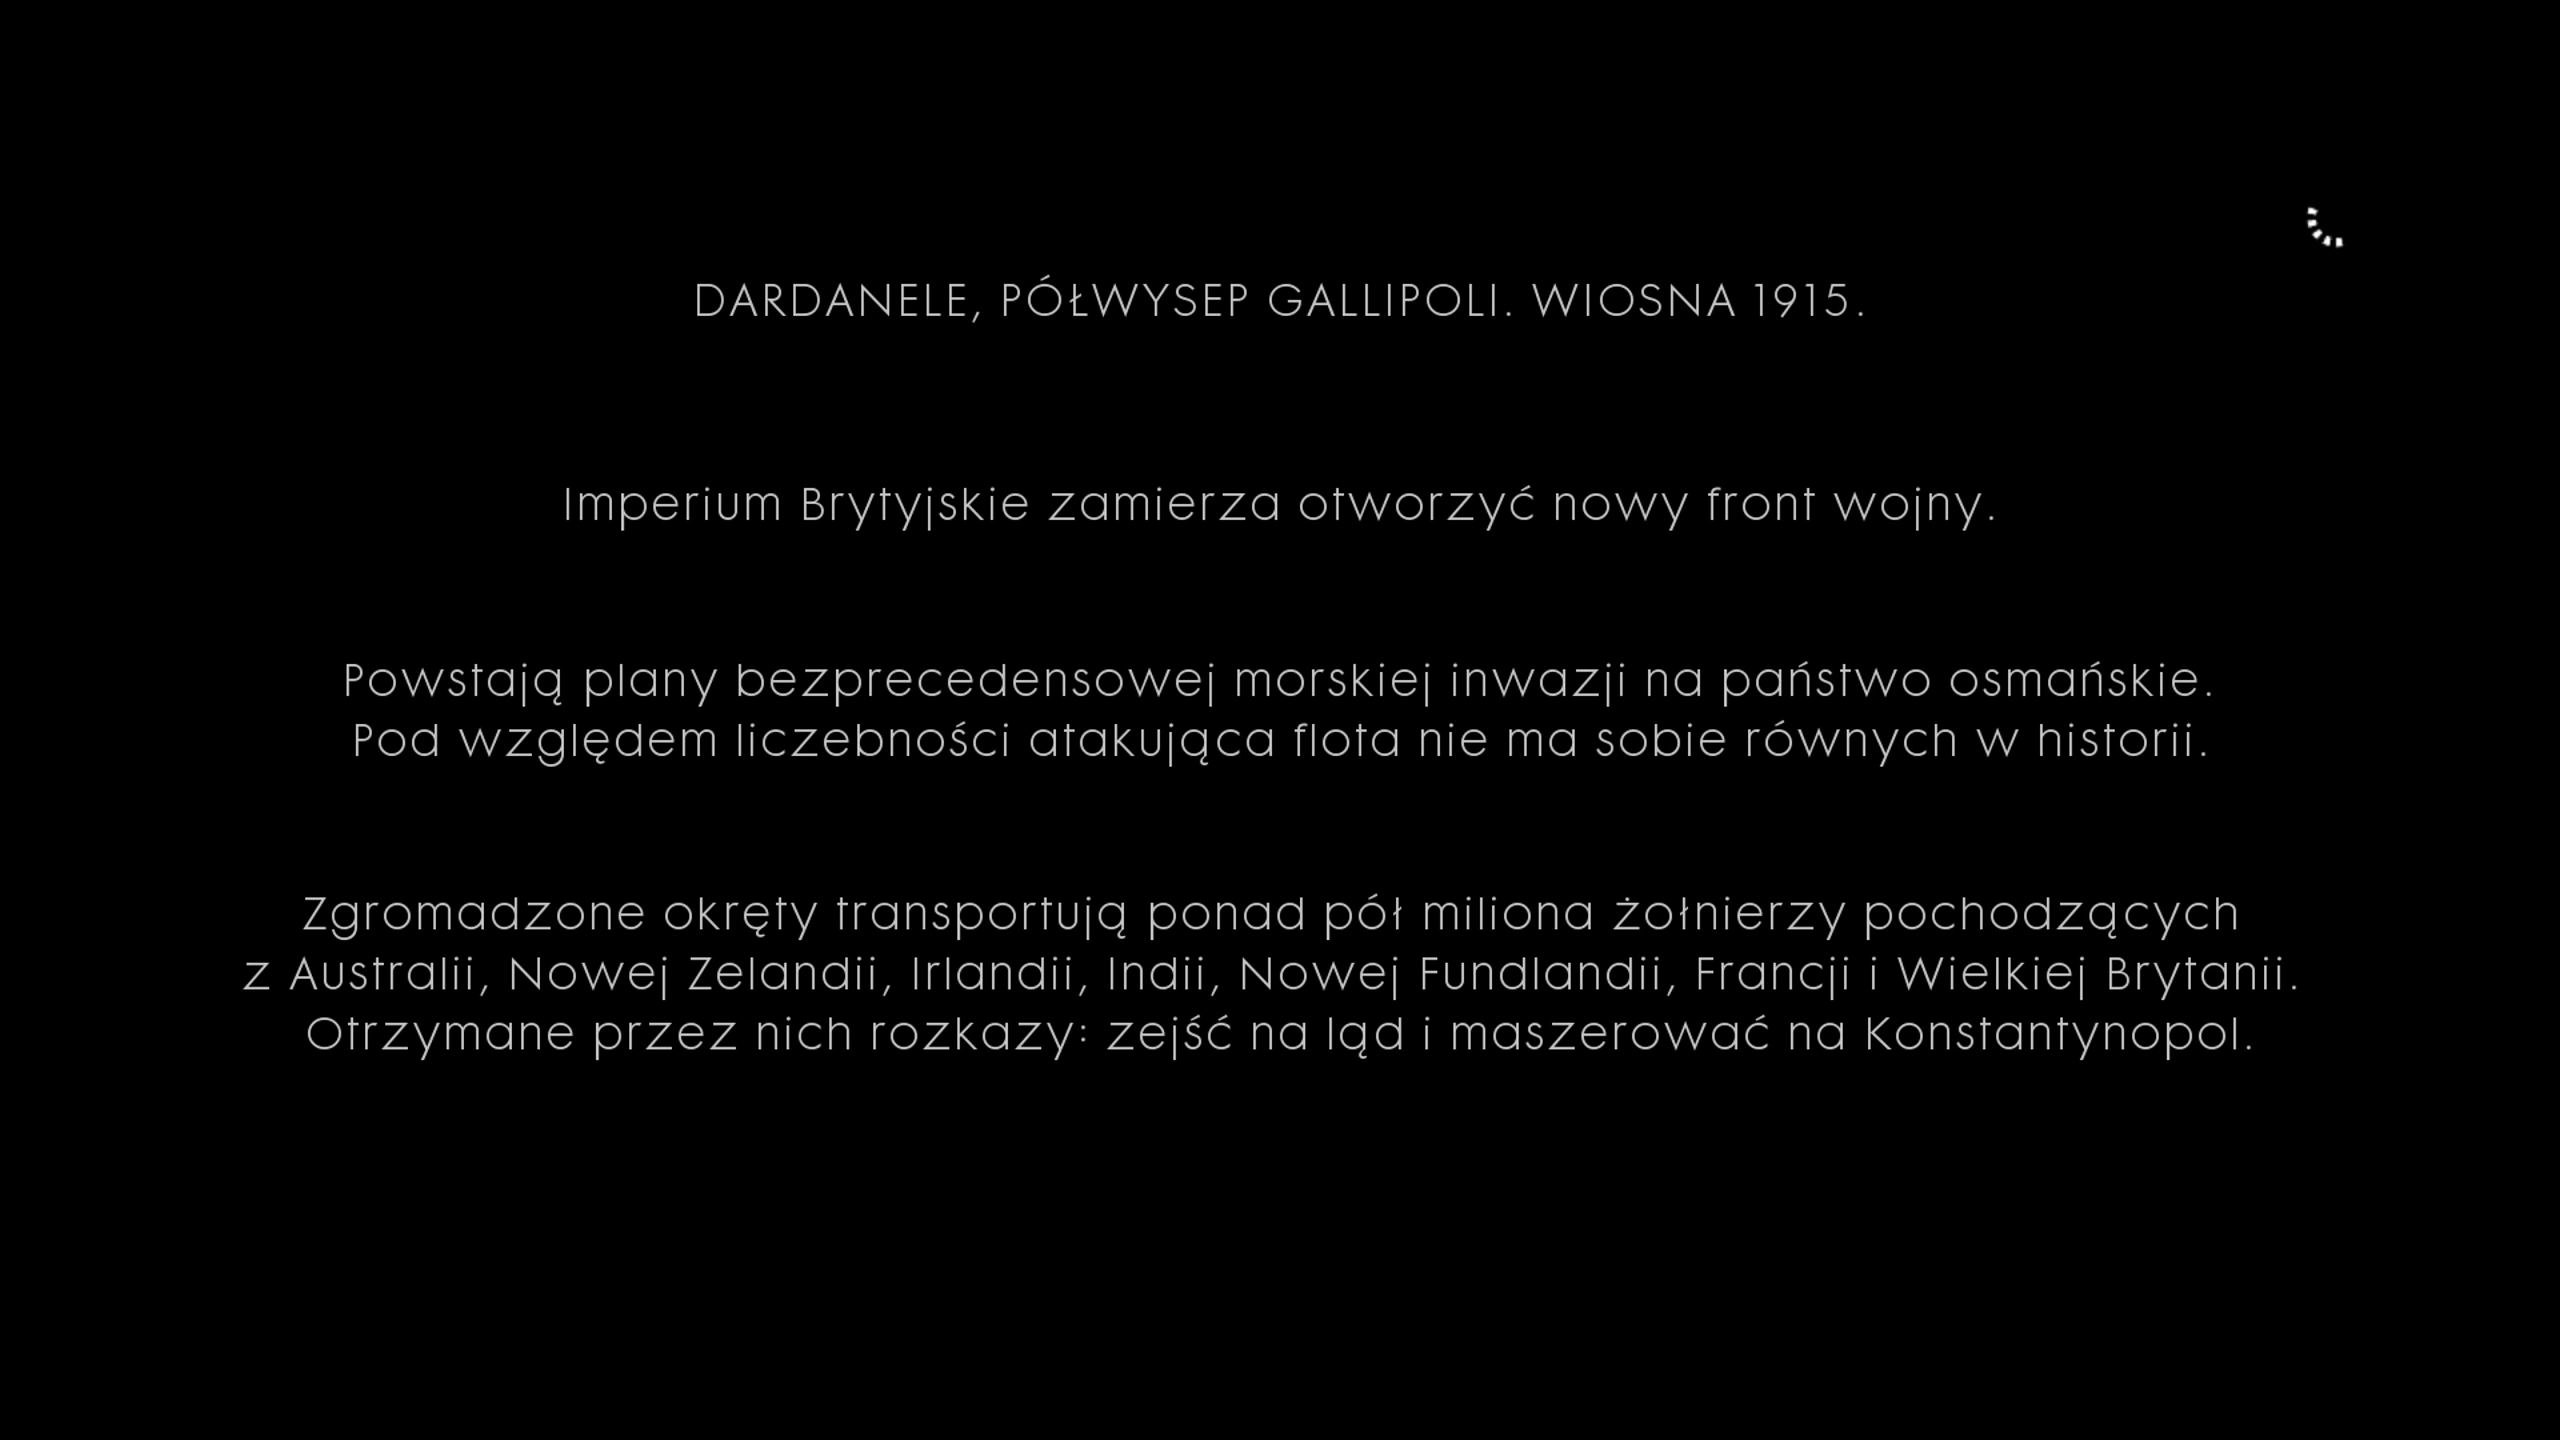 DARDANELE, PÓŁWYSEP GALLIPOLI. WIOSNA 1915.
Imperium Brytyjskie zamierza otworzyć nowy front wojny.
Powstają plany bezprecedensowej morskiej inwazji na państwo osmańskie.
Pod względem liczebności atakująca flota nie ma sobie równych w historii.
Zgromadzone okręty transportują ponad pół miliona żołnierzy pochodzących
z Australii, Nowej Zelandii, Irlandii, Indii, Nowej Fundlandii, Francji i Wielkiej Brytanii.
Otrzymane przez nich rozkazy: zejść na ląd i maszerować na Konstantynopol.